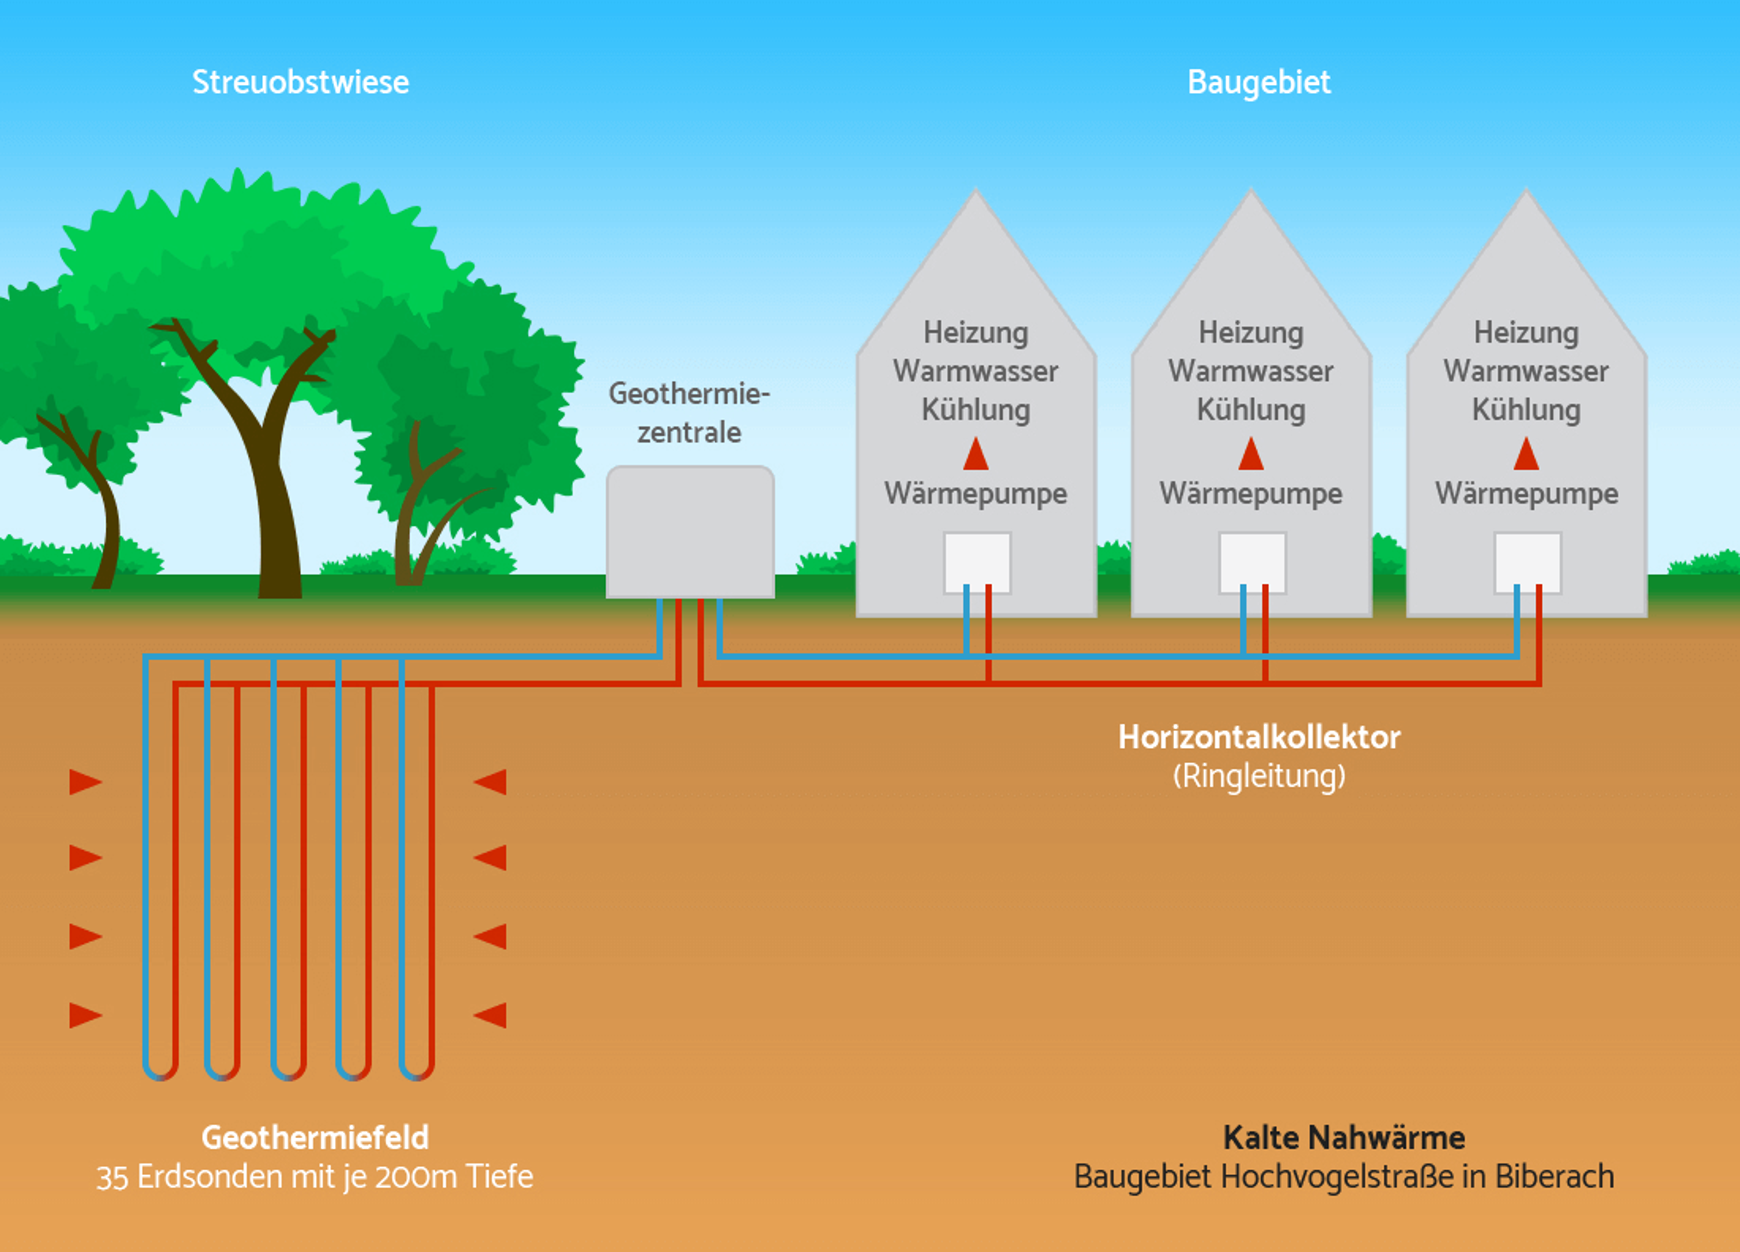 Streuobstwiese
Baugebiet
Geothermie-
zentrale
Heizung
Warmwasser
Kühlung
Wärmepumpe
Heizung
Warmwasser
Kühlung
Wärmepumpe
Heizung
Warmwasser
Kühlung
Wärmepumpe
Horizontalkollektor
(Ringleitung)
Geothermiefeld
35 Erdsonden mit je 200m Tiefe
Kalte Nahwärme
Baugebiet Hochvogelstraße in Biberach